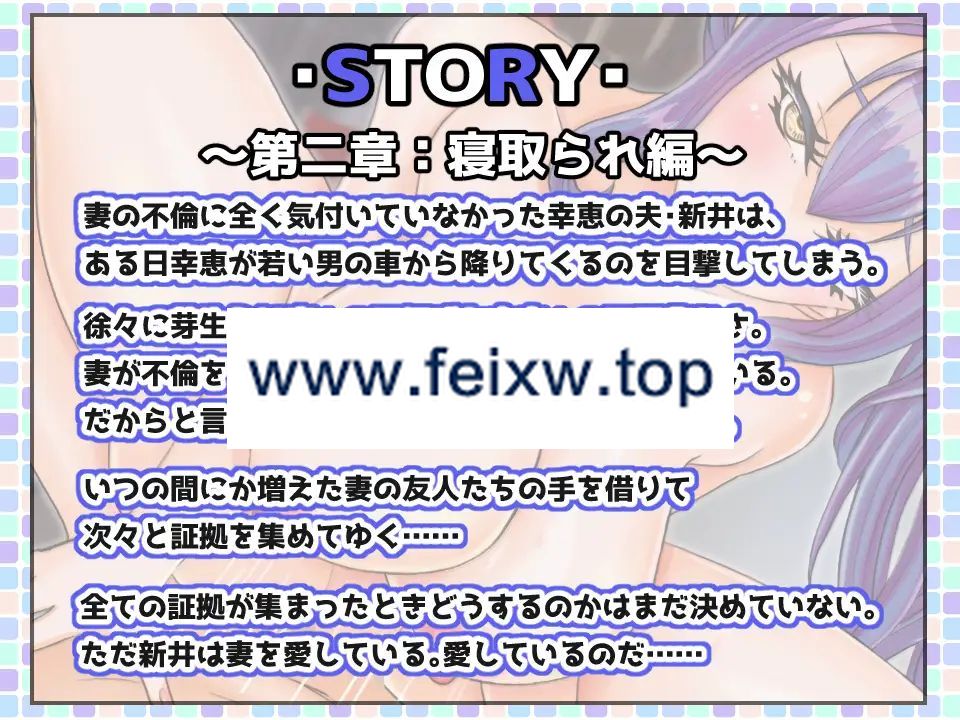 ・STORY・
～第二章：寝取られ編～
妻の不倫に全く気付いていなかった幸恵の夫・新井は、
ある日幸恵が若い男の車から降りてくるのを目撃してしまう。
徐々に芽生
妻が不倫を
いる。
だからと言
www.feixw.top
いつの間にか増えた妻の友人たちの手を借りて
次々と証拠を集めてゆく……
全ての証拠が集まったときどうするのかはまだ決めていない。
ただ新井は妻を愛している。愛しているのだ……